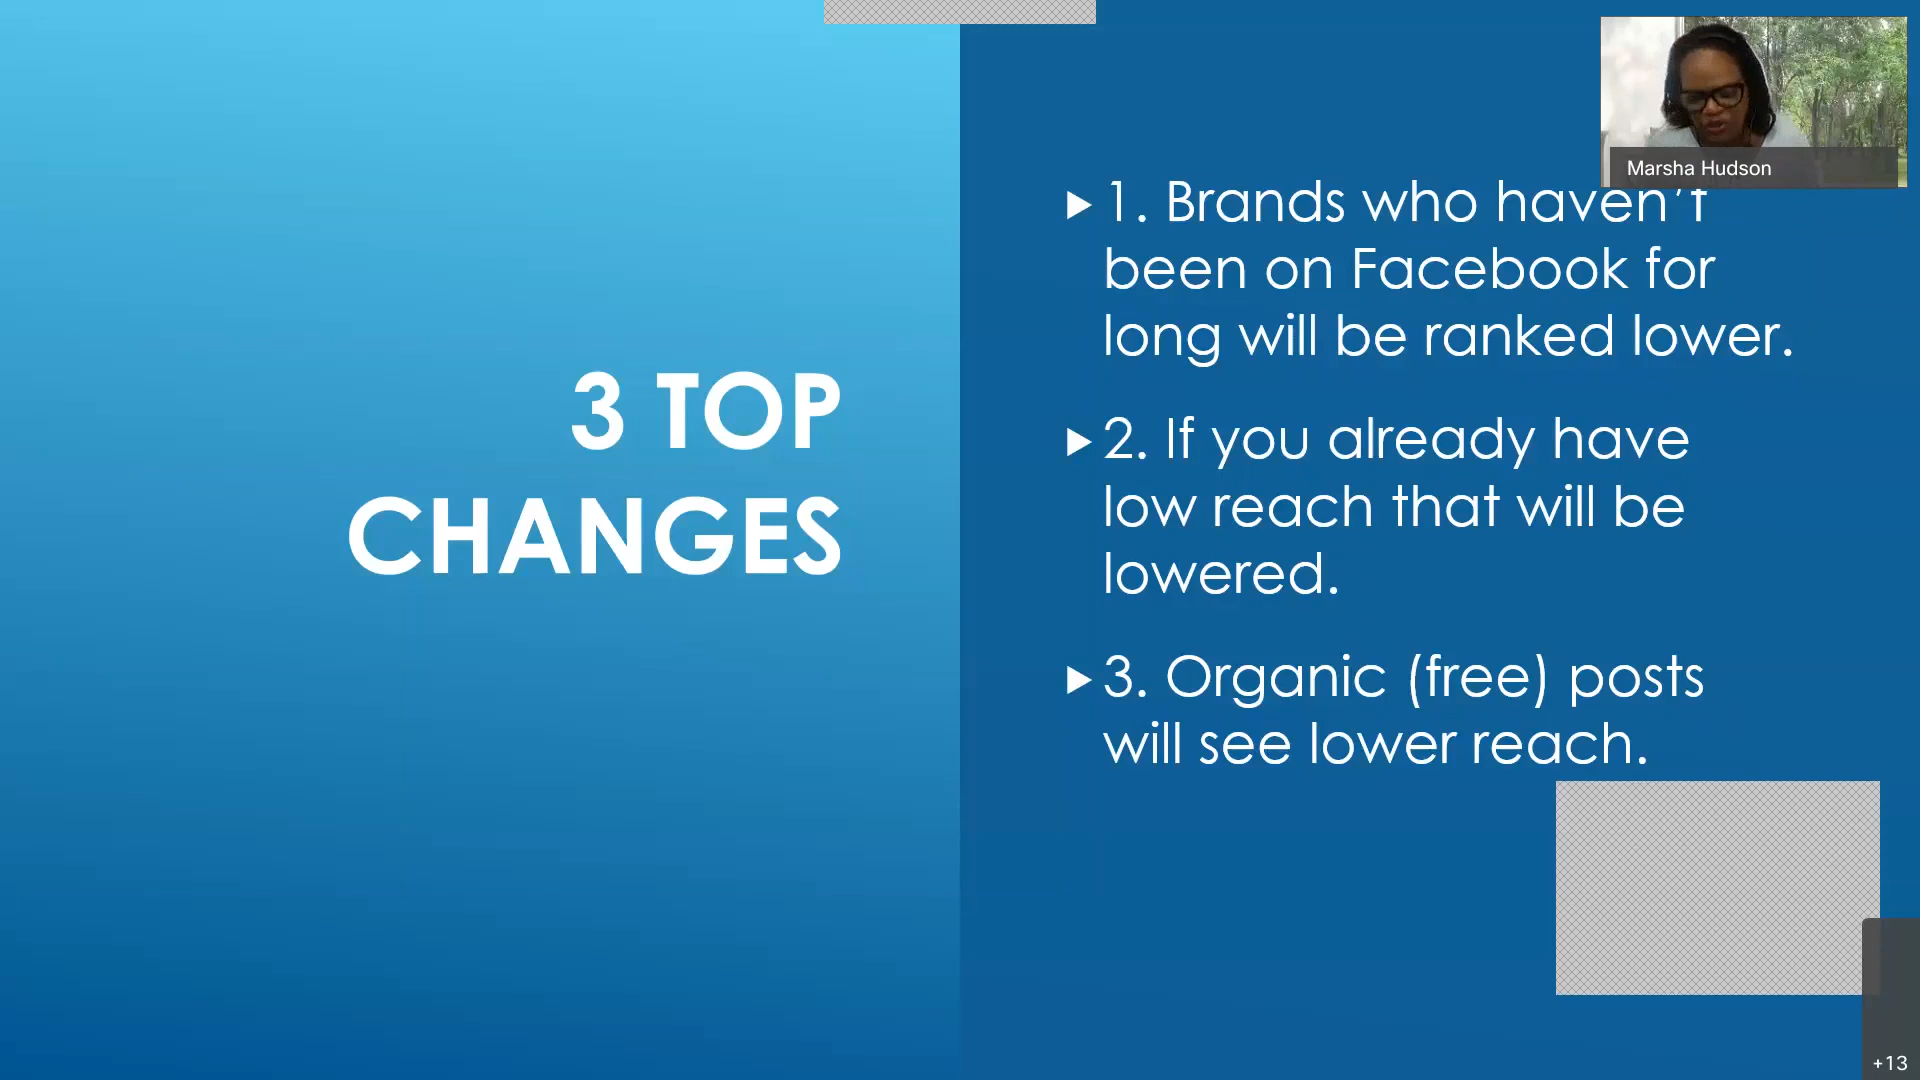 3 TOP
CHANGES
Marsha Hudson
1. Brands who haven’t
been on Facebook for
long will be ranked lower.
2. If you already have
low reach that will be
lowered.
3. Organic (free) posts
will see lower reach.
+13